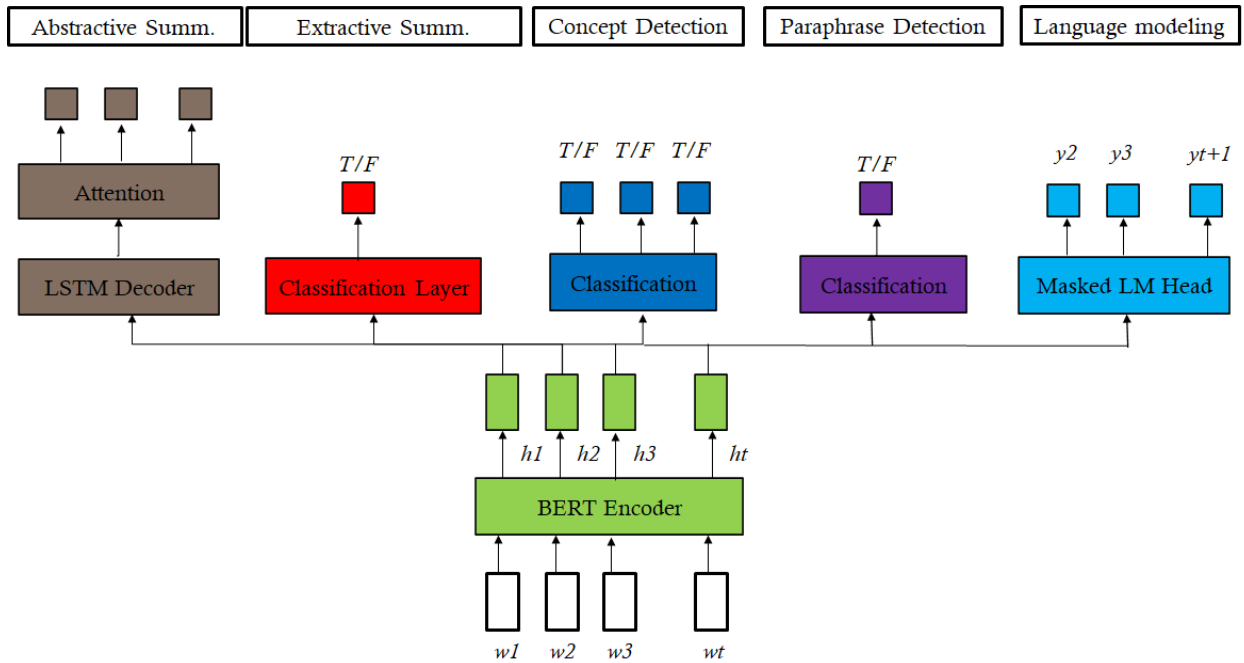 Abstractive Summ.
Extractive Summ.
Concept Detection
Paraphrase Detection
Language modeling
T/F
T/F
T/F
T/F
T/F
y2
y3
yt+1
Attention
LSTM Decoder
Classification Layer
Classification
Classification
Masked LM Head
h1
h2
h3
ht
BERT Encoder
w1
w2
w3
wt